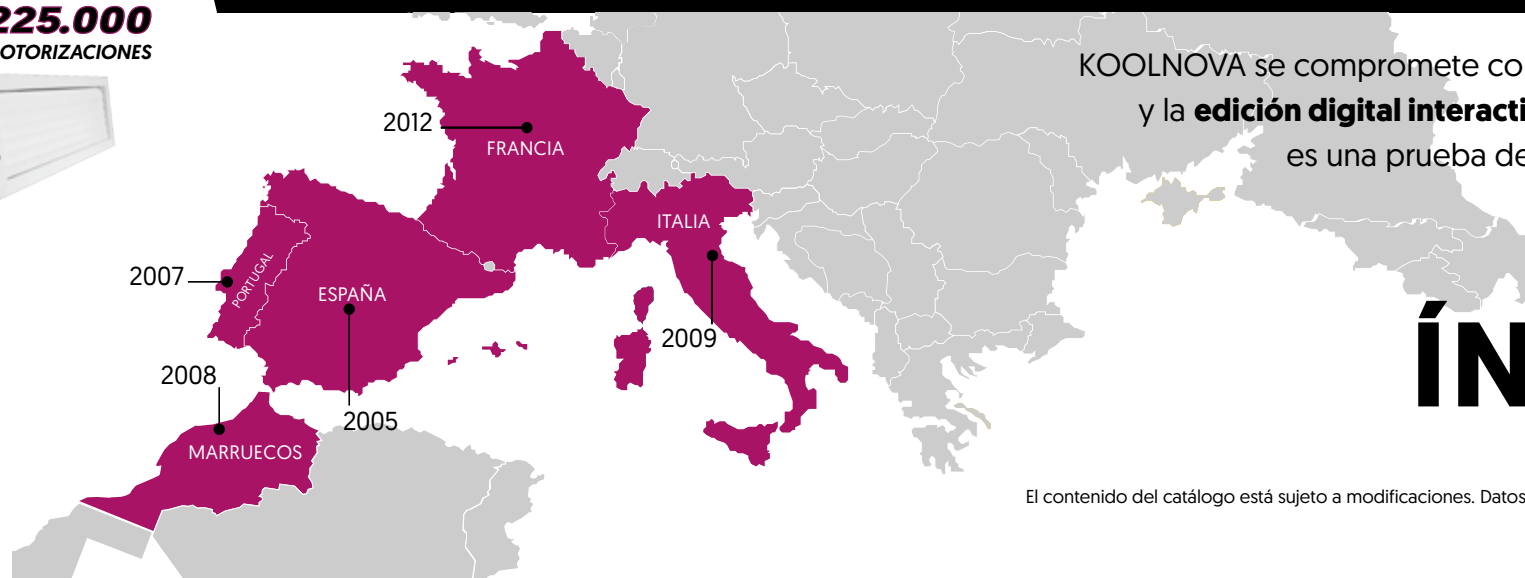 225.000
OTORIZACIONES
KOOLNOVA se compromete co
y la edición digital interacti
es una prueba de
2012
FRANCIA
ITALIA
2007
PORTUGAL
ESPAÑA
2009
2008
2005
MARRUECOS
ÍN
El contenido del catálogo está sujeto a modificaciones. Datos